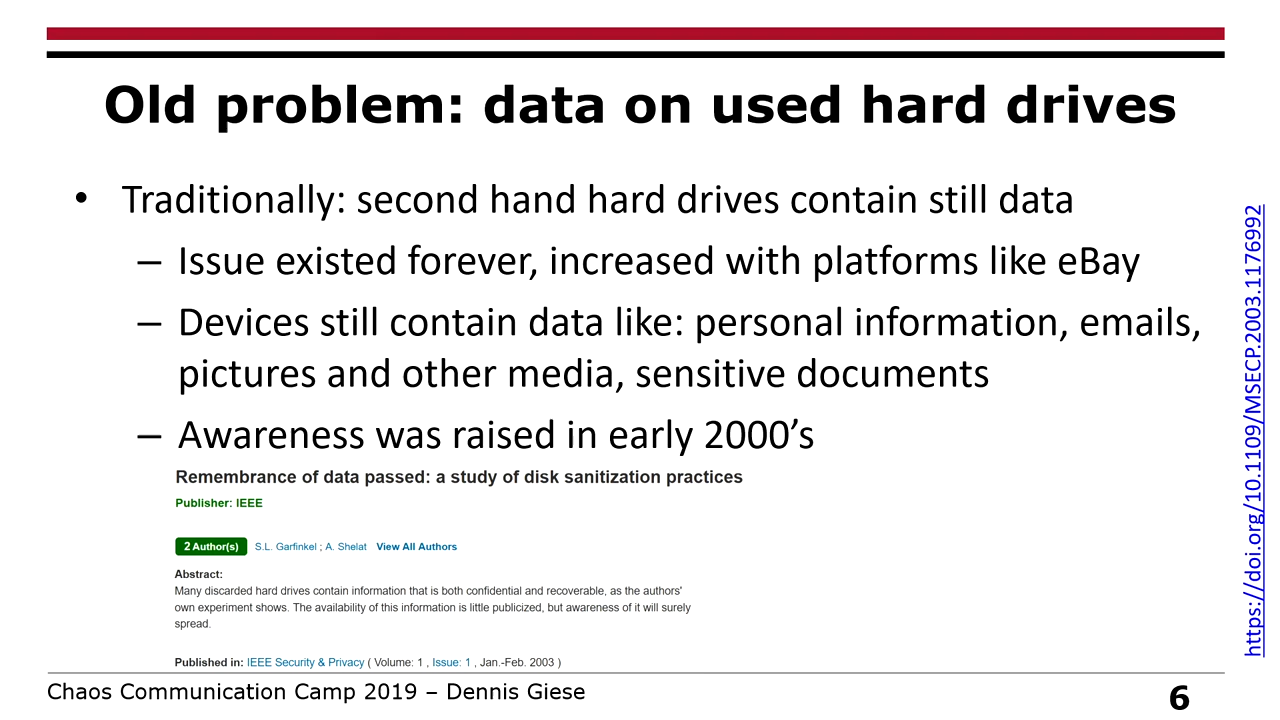 Old problem: data on used hard drives
• Traditionally: second hand hard drives contain still data
– Issue existed forever, increased with platforms like eBay
– Devices still contain data like: personal information, emails,
pictures and other media, sensitive documents
– Awareness was raised in early 2000’s
Remembrance of data passed: a study of disk sanitization practices
Publisher: IEEE
2 Author(s) S.L. Garfinkel ; A. Shelat View All Authors
Abstract:
Many discarded hard drives contain information that is both confidential and recoverable, as the authors'
own experiment shows. The availability of this information is little publicized, but awareness of it will surely
spread.
Published in: IEEE Security & Privacy ( Volume: 1 , Issue: 1 , Jan.-Feb. 2003 )
https://doi.org/10.1109/MSECP.2003.1176992
Chaos Communication Camp 2019 – Dennis Giese
6